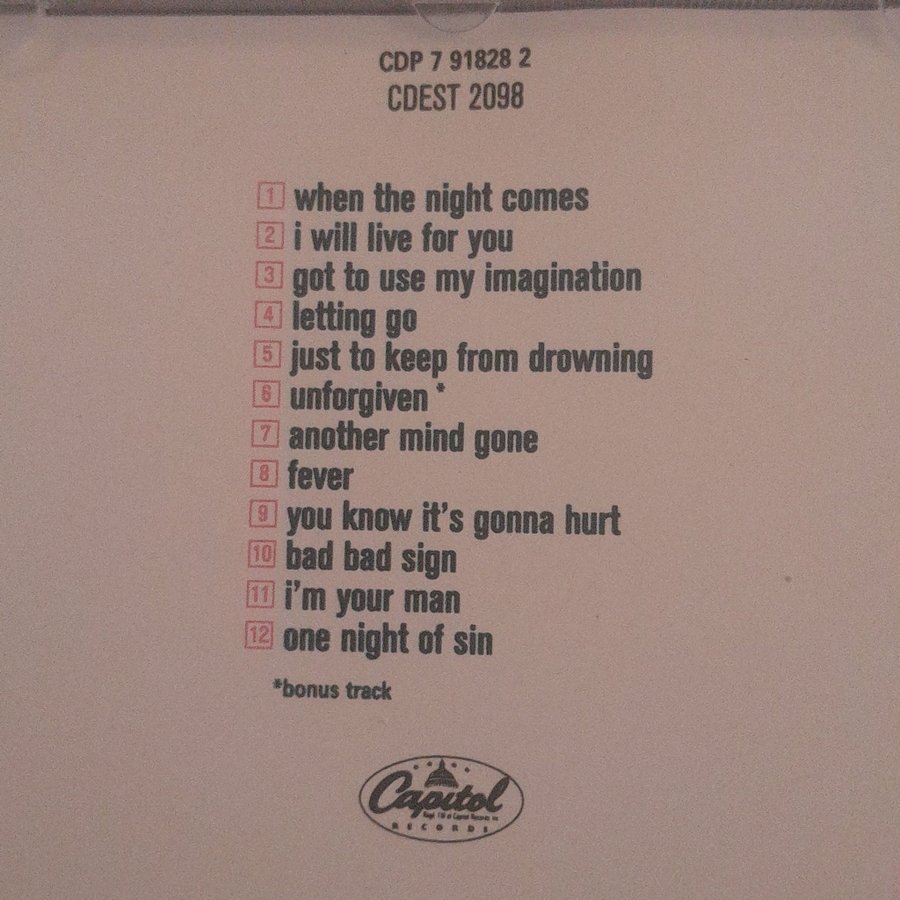 CDP 7 91828 2
CDEST 2098
1 when the night comes
2 i will live for you
3 got to use my imagination
4 letting go
5 just to keep from drowning
6 unforgiven *
7 another mind gone
8 fever
9 you know it's gonna hurt
10 bad bad sign
11 i'm your man
12 one night of sin
*bonus track
Capitol
RECORDS